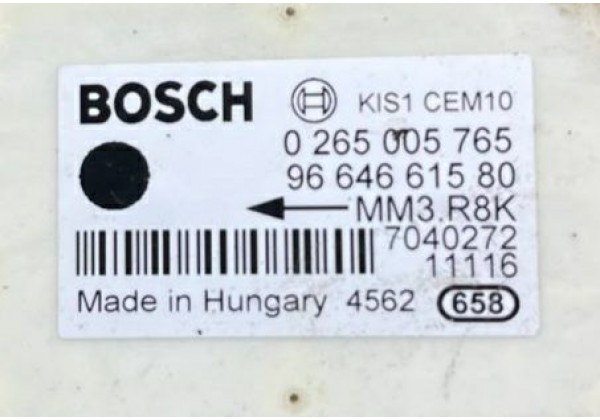 BOSCH KIS1 CEM10
0 265 005 765
96 646 615 80
MM3.R8K
7040272
11116
Made in Hungary 4562 658